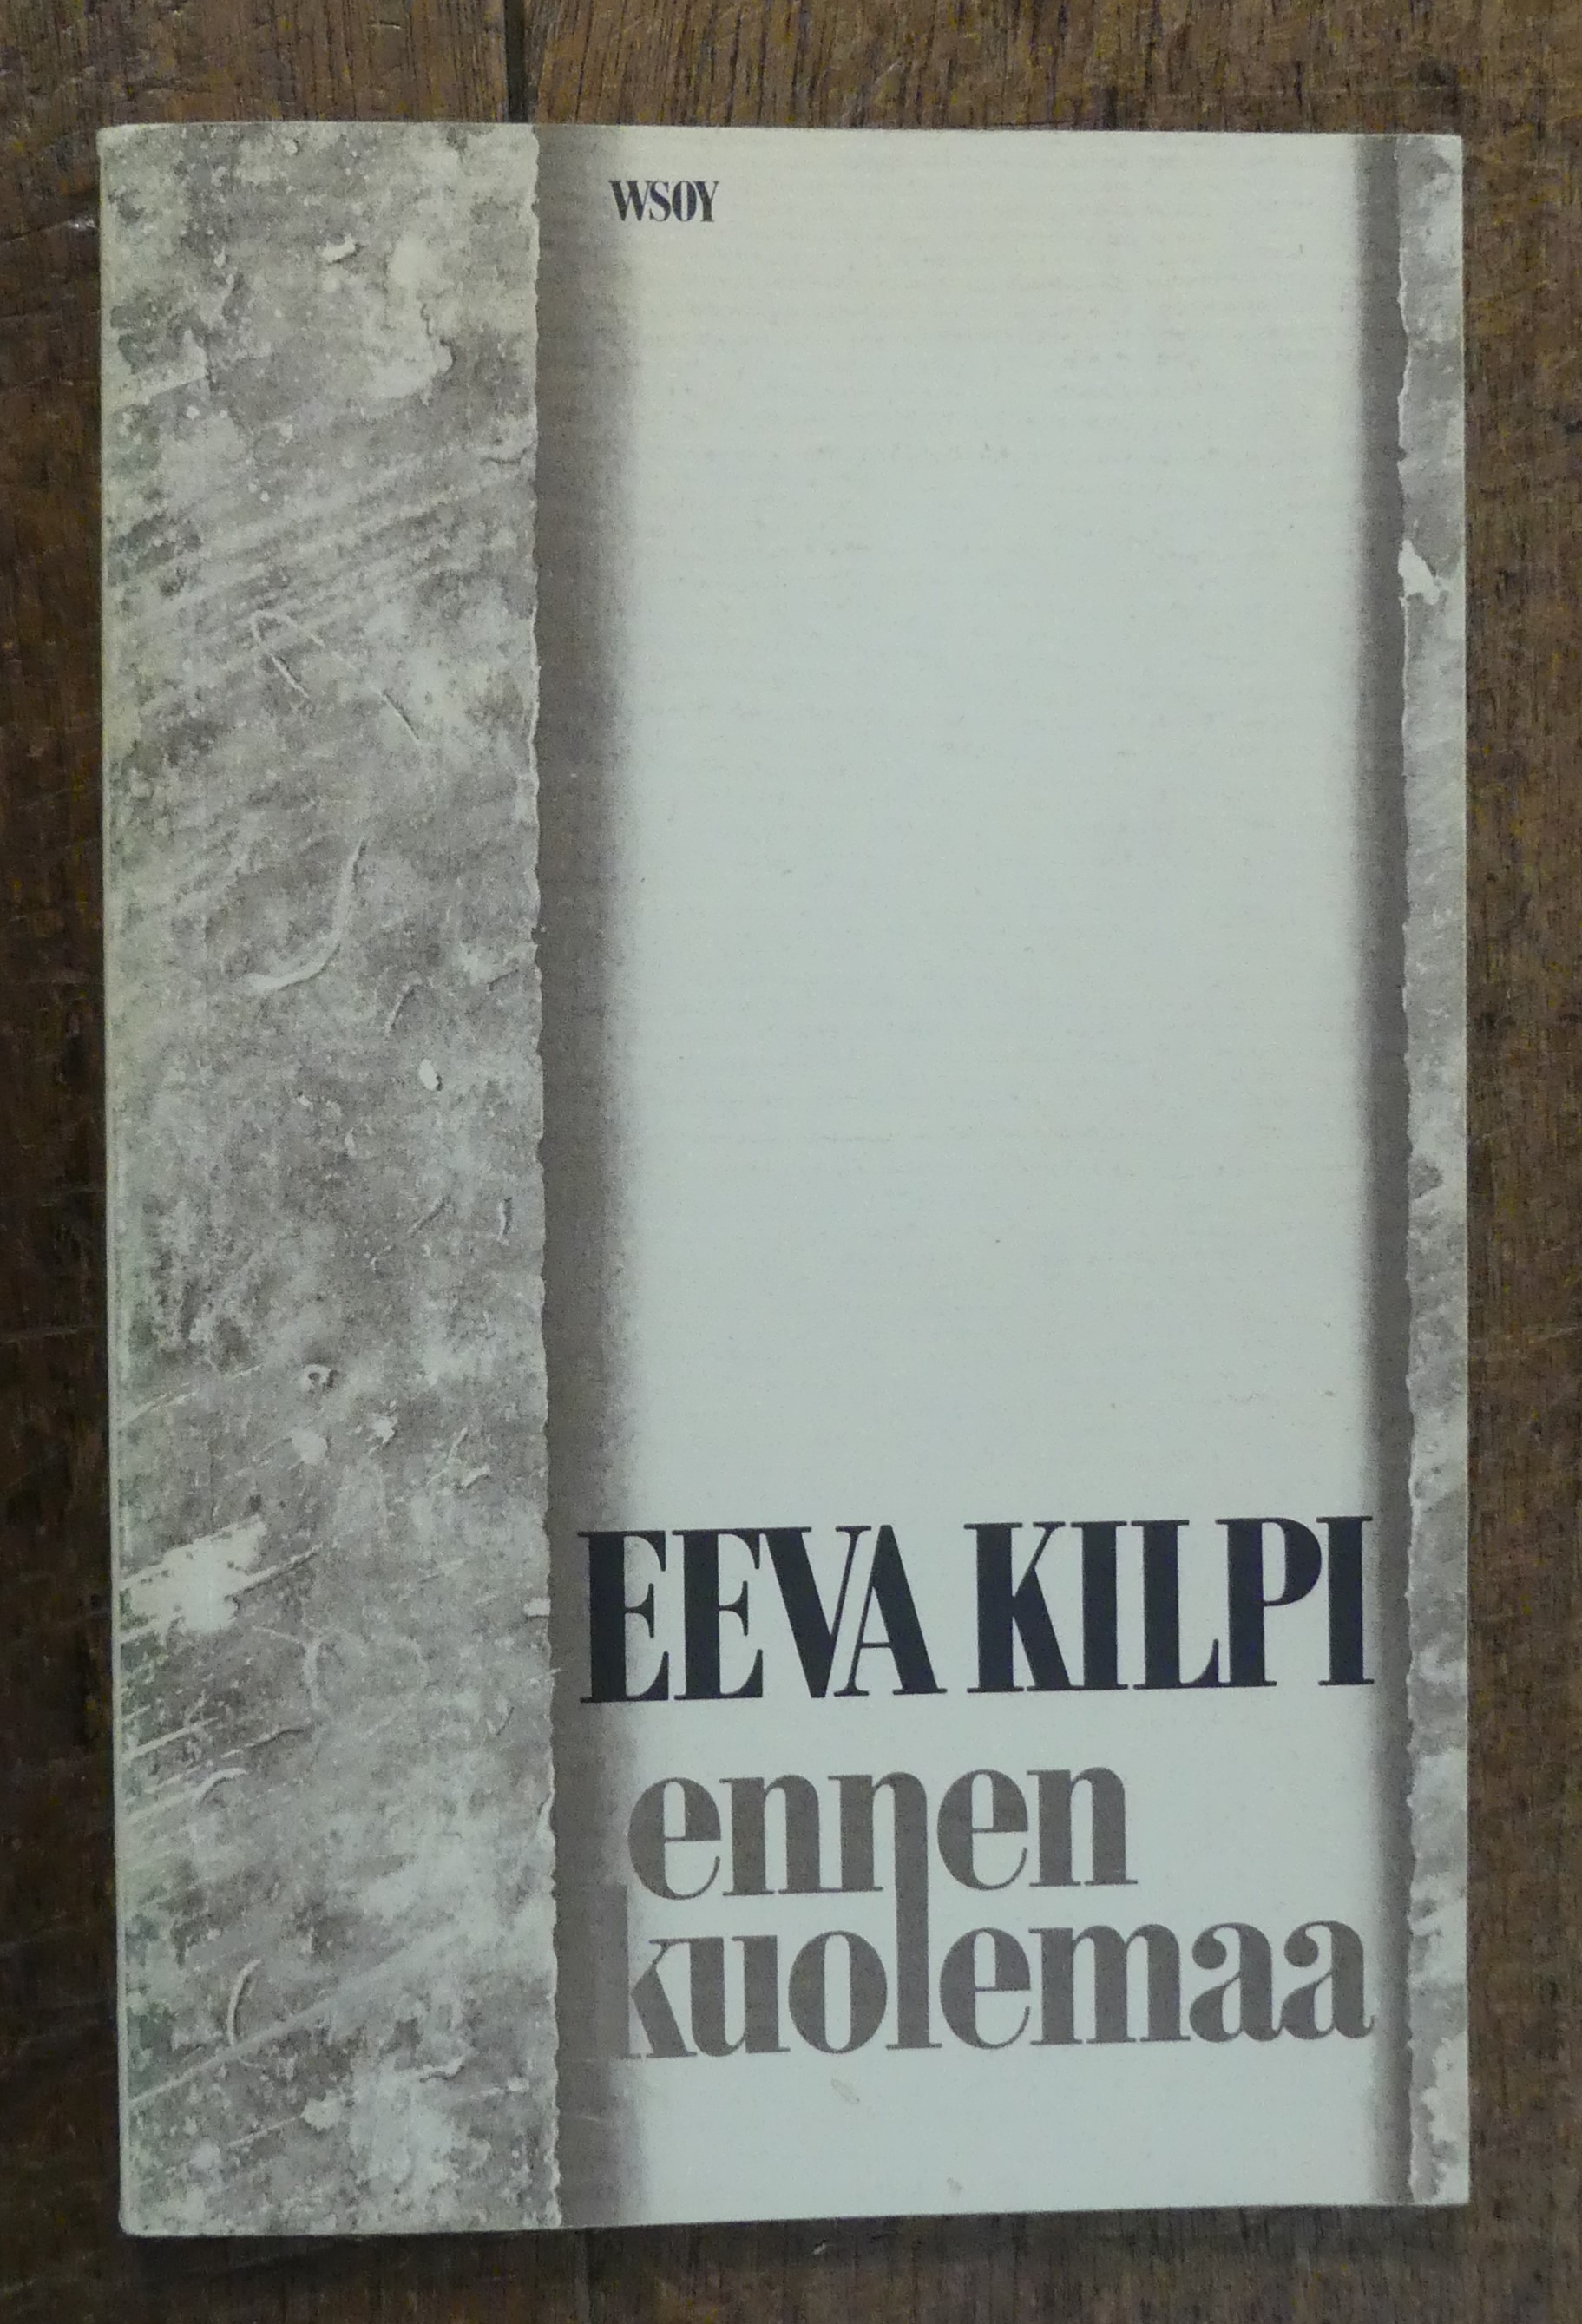 WSOY
EEVA KILPI
ennen
kuolemaa